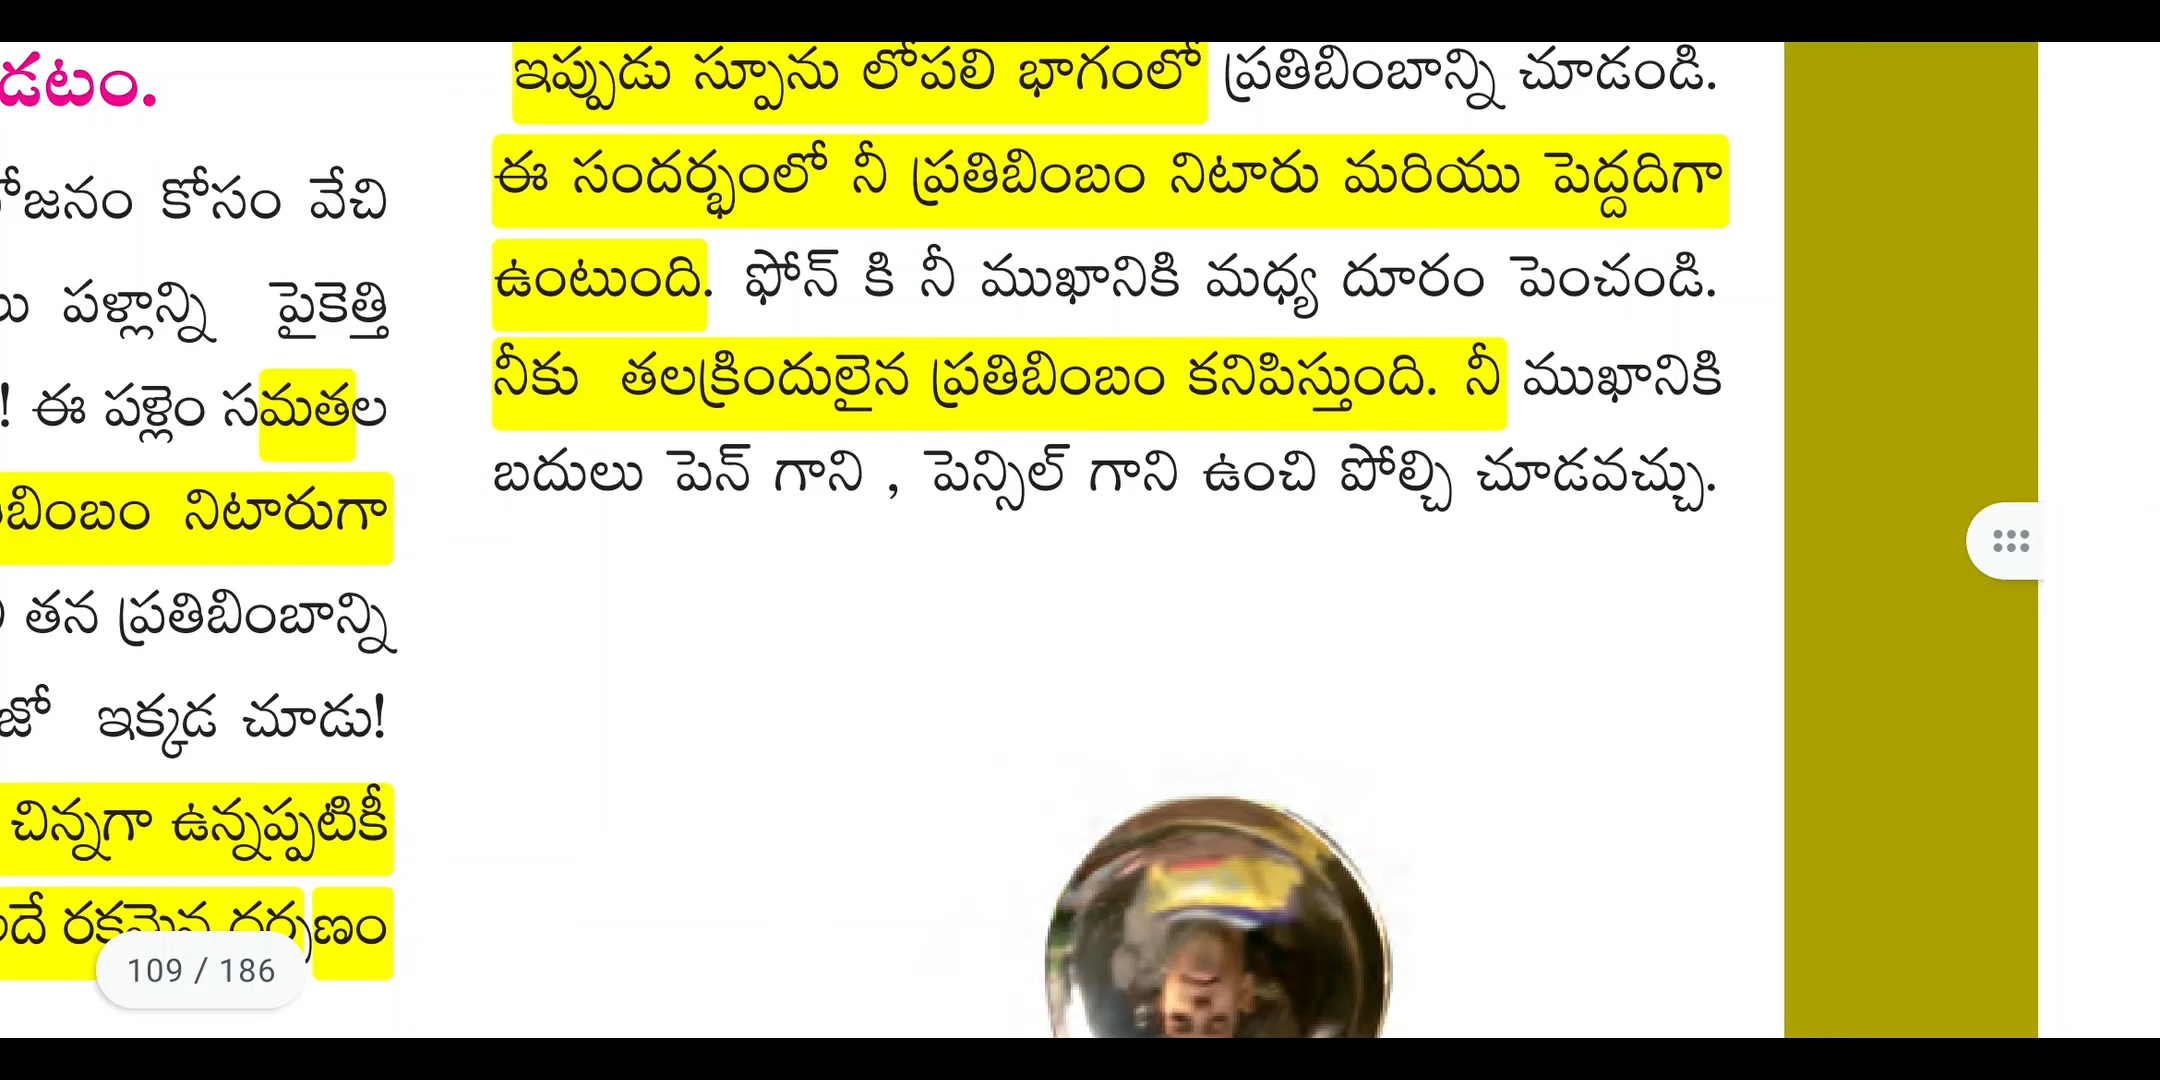 డటం.
జనం కోసం వేచి
పళ్లాన్ని పైకెత్తి
! ఈ పళ్లెం సమతల
బింబం నిటారుగా
తన ప్రతిబింబాన్ని
జో ఇక్కడ చూడు!
చిన్నగా ఉన్నప్పటికీ
దే రకమైన దర్పణం
109 / 186
ఇప్పుడు స్పూను లోపలి భాగంలో ప్రతిబింబాన్ని చూడండి.
ఈ సందర్భంలో నీ ప్రతిబింబం నిటారు మరియు పెద్దదిగా
ఉంటుంది. ఫోన్ కి నీ ముఖానికి మధ్య దూరం పెంచండి.
నీకు తలక్రిందులైన ప్రతిబింబం కనిపిస్తుంది. నీ ముఖానికి
బదులు పెన్ గాని , పెన్సిల్ గాని ఉంచి పోల్చి చూడవచ్చు.